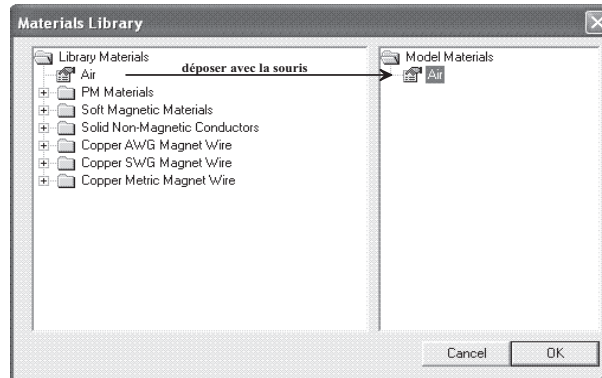 Materials Library
Library Materials
Air
déposer avec la souris
PM Materials
Soft Magnetic Materials
Solid Non-Magnetic Conductors
Copper AWG Magnet Wire
Copper SWG Magnet Wire
Copper Metric Magnet Wire
Model Materials
Air
Cancel
OK